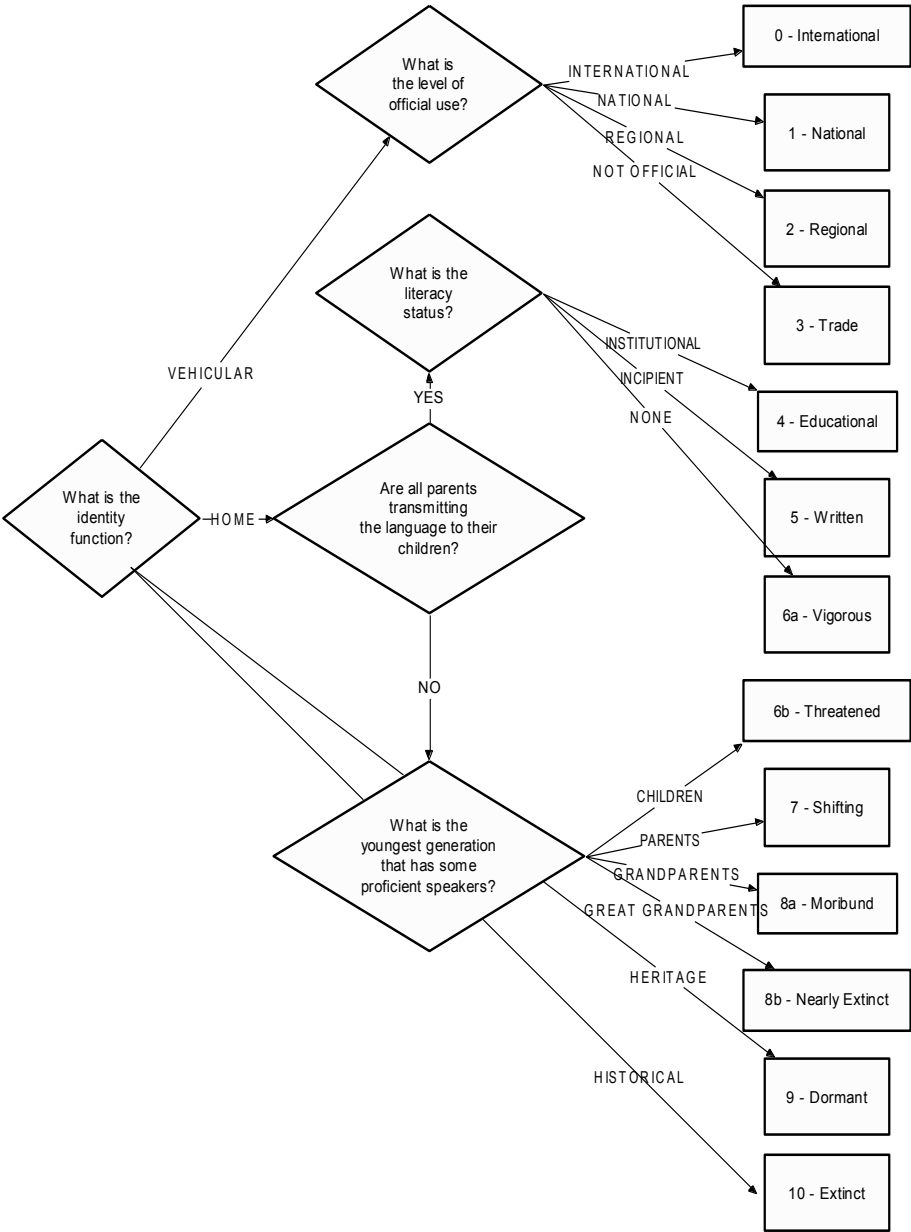 What is
the level of
official use?
INTERNATIONAL
NATIONAL
REGIONAL
NOT OFFICIAL
0 - International
1 - National
2 - Regional
3 - Trade
What is the
literacy
status?
INSTITUTIONAL
INCIPIENT
NONE
4 - Educational
5 - Written
6a - Vigorous
VEHICULAR
YES
What is the
identity
function?
HOME
Are all parents
transmitting
the language to their
children?
NO
What is the
youngest generation
that has some
proficient speakers?
CHILDREN
PARENTS
GRANDPARENTS
GREAT GRANDPARENTS
HERITAGE
HISTORICAL
6b - Threatened
7 - Shifting
8a - Moribund
8b - Nearly Extinct
9 - Dormant
10 - Extinct